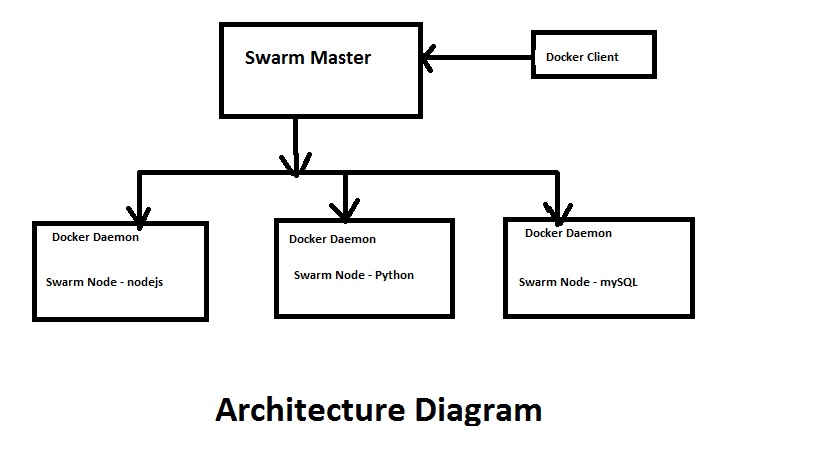 Swarm Master
Docker Client
Docker Daemon
Swarm Node - nodejs
Docker Daemon
Swarm Node - Python
Docker Daemon
Swarm Node - mySQL
Architecture Diagram